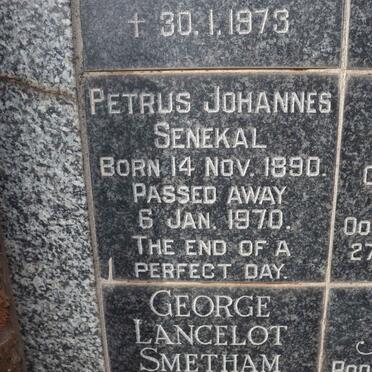 † 30.1.1973
PETRUS JOHANNES
SENEKAL
BORN 14 NOV. 1890.
PASSED AWAY
6 JAN. 1970.
THE END OF A
PERFECT DAY.
GEORGE
LANCELOT
SMETHAM
27